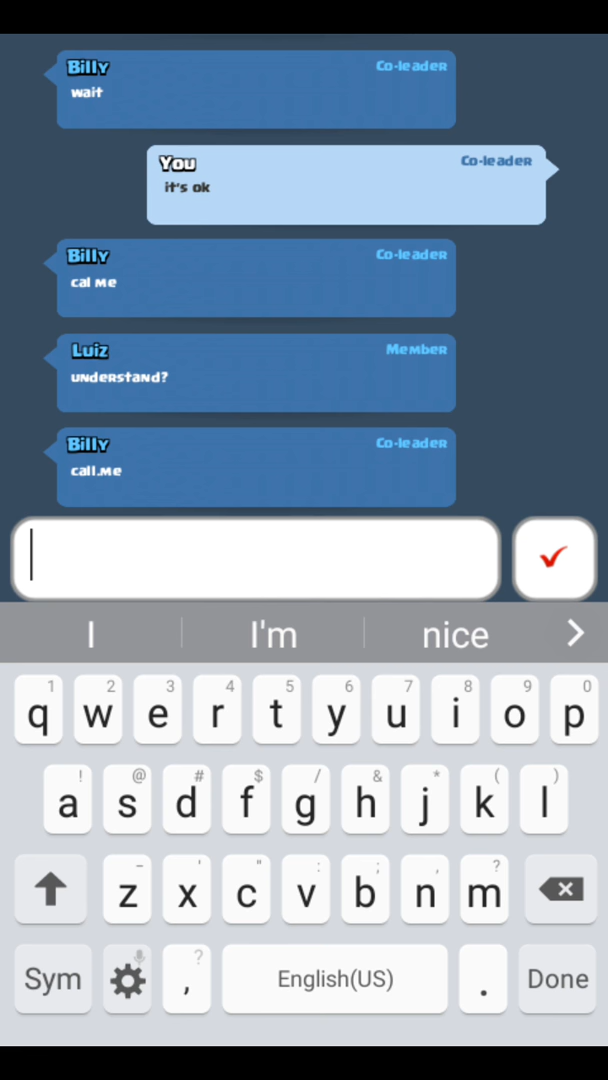 Billy Co-leader
wait
You Co-leader
it's ok
Billy Co-leader
cal me
Luiz Member
understand?
Billy Co-leader
call.me
I I'm nice
1 2 3 4 5 6 7 8 9 0
q w e r t y u i o p
! @ # $ / & * ( )
a s d f g h j k l
- ' " : ; , ?
z x c v b n m
?
Sym , English(US) . Done